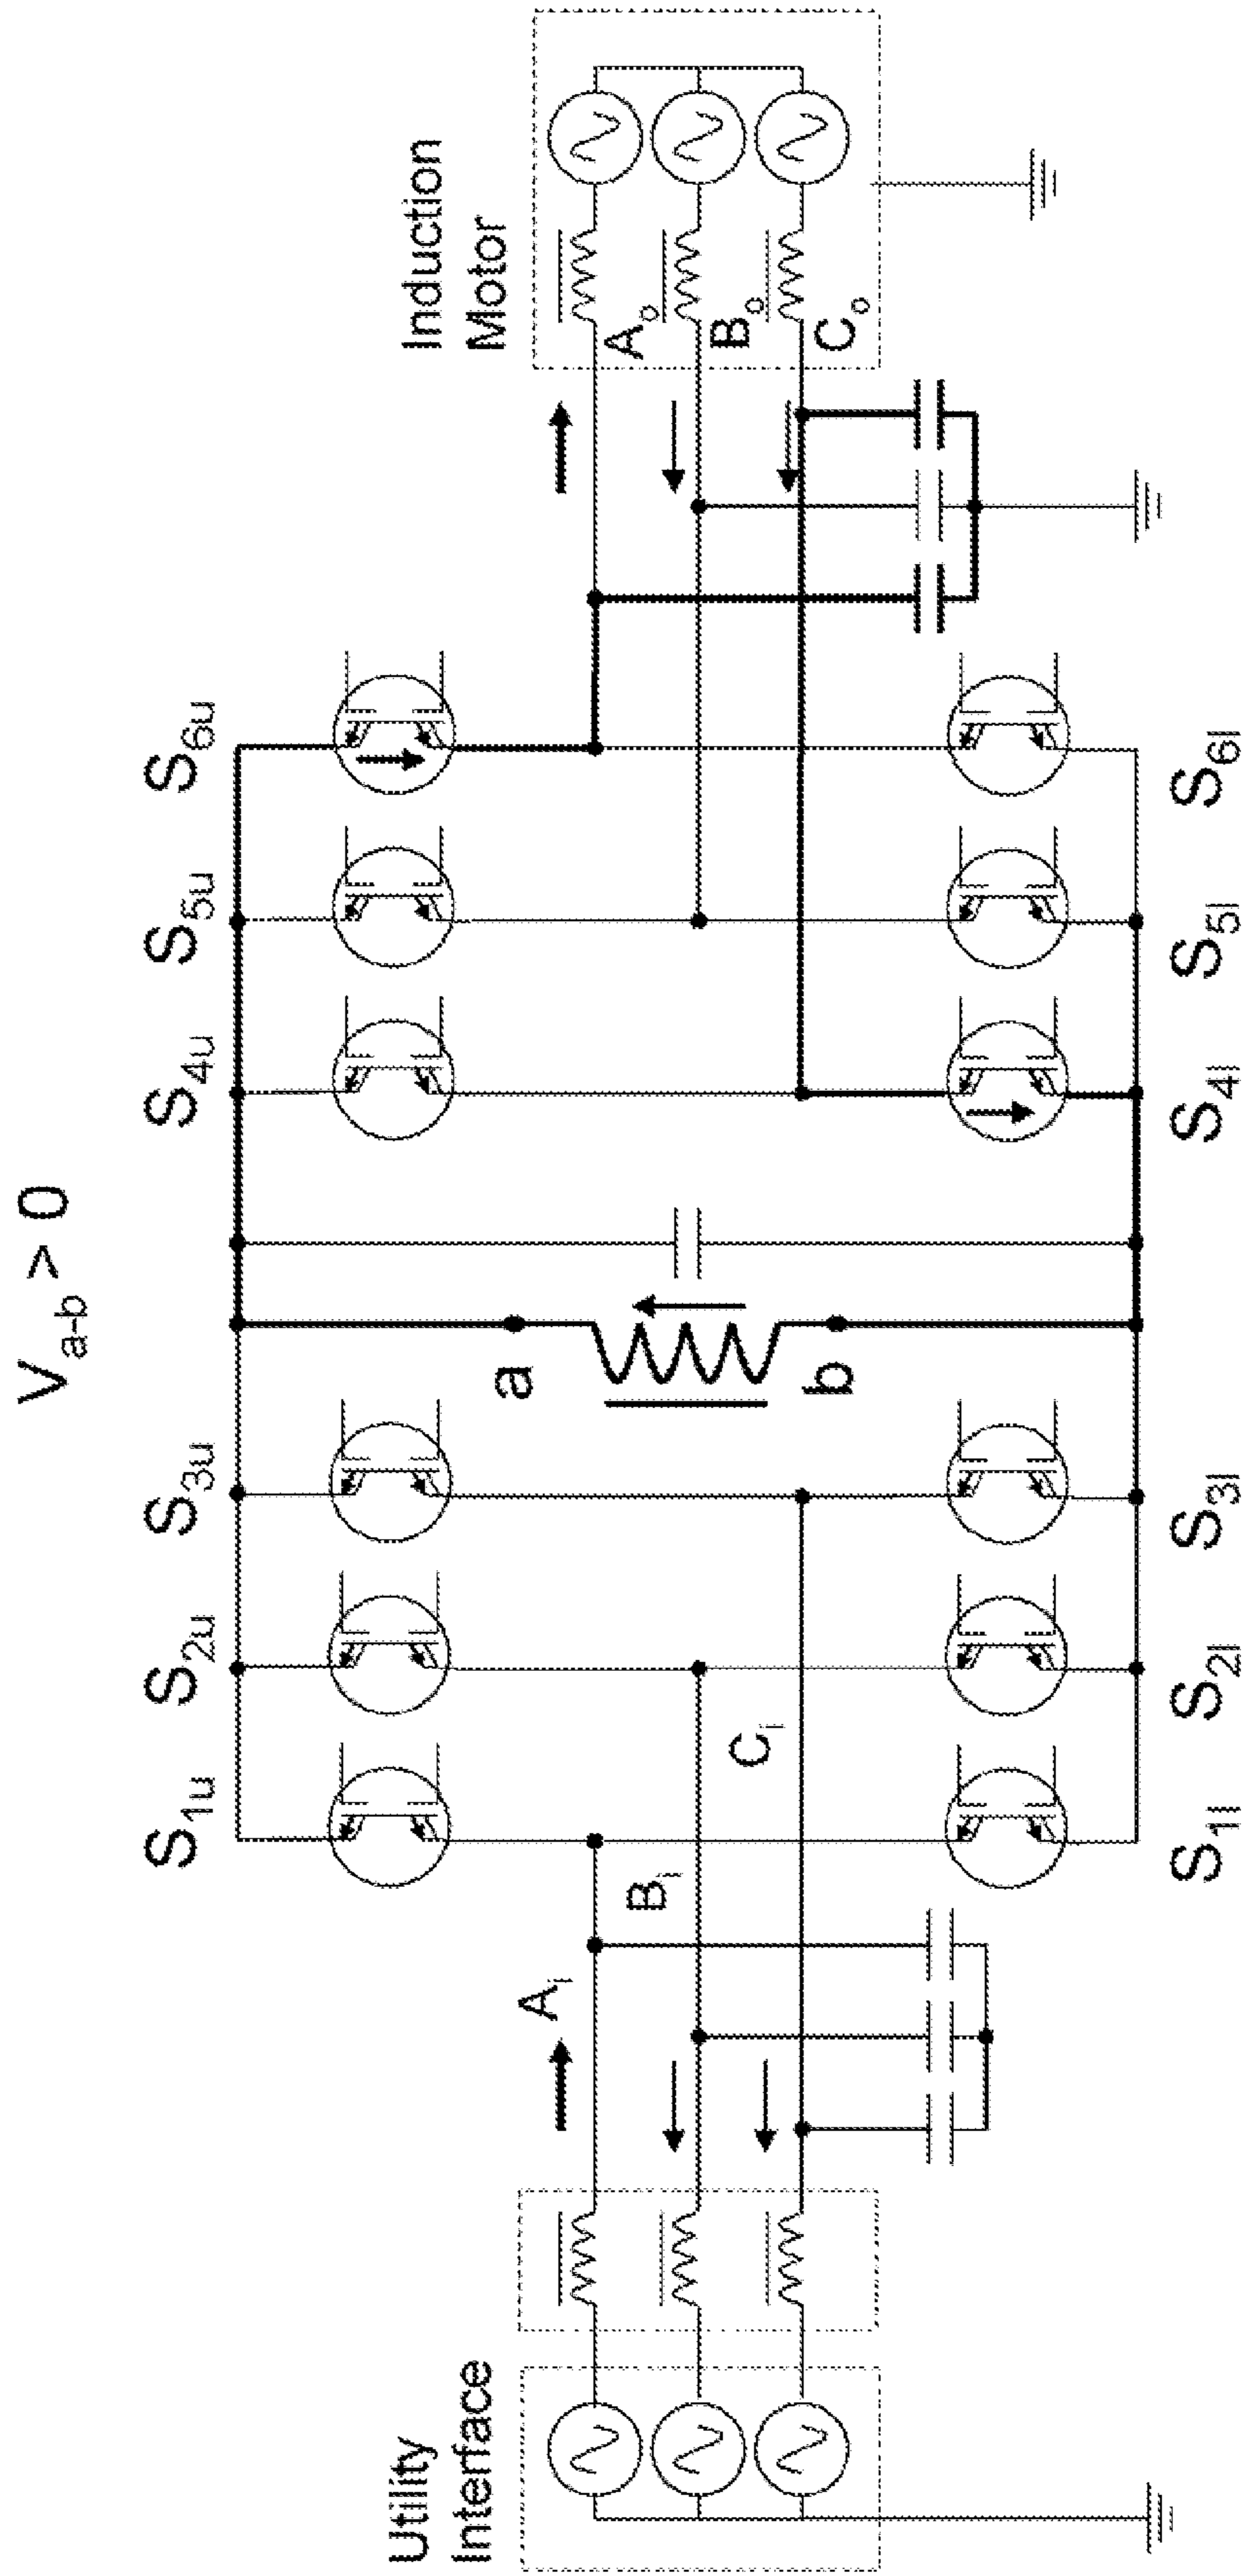 V_a-b > 0
S_1u S_2u S_3u S_4u S_5u S_6u
Utility
Interface
Induction
Motor
A_i
B_i
C_i
a
b
A_o
B_o
C_o
S_1l S_2l S_3l S_4l S_5l S_6l